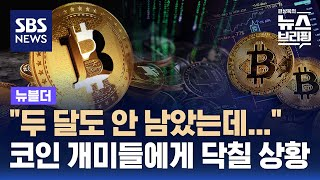 SBS NEWS
편상욱의
뉴스
브리핑
뉴블더
"두 달도 안 남았는데..."
코인 개미들에게 닥칠 상황